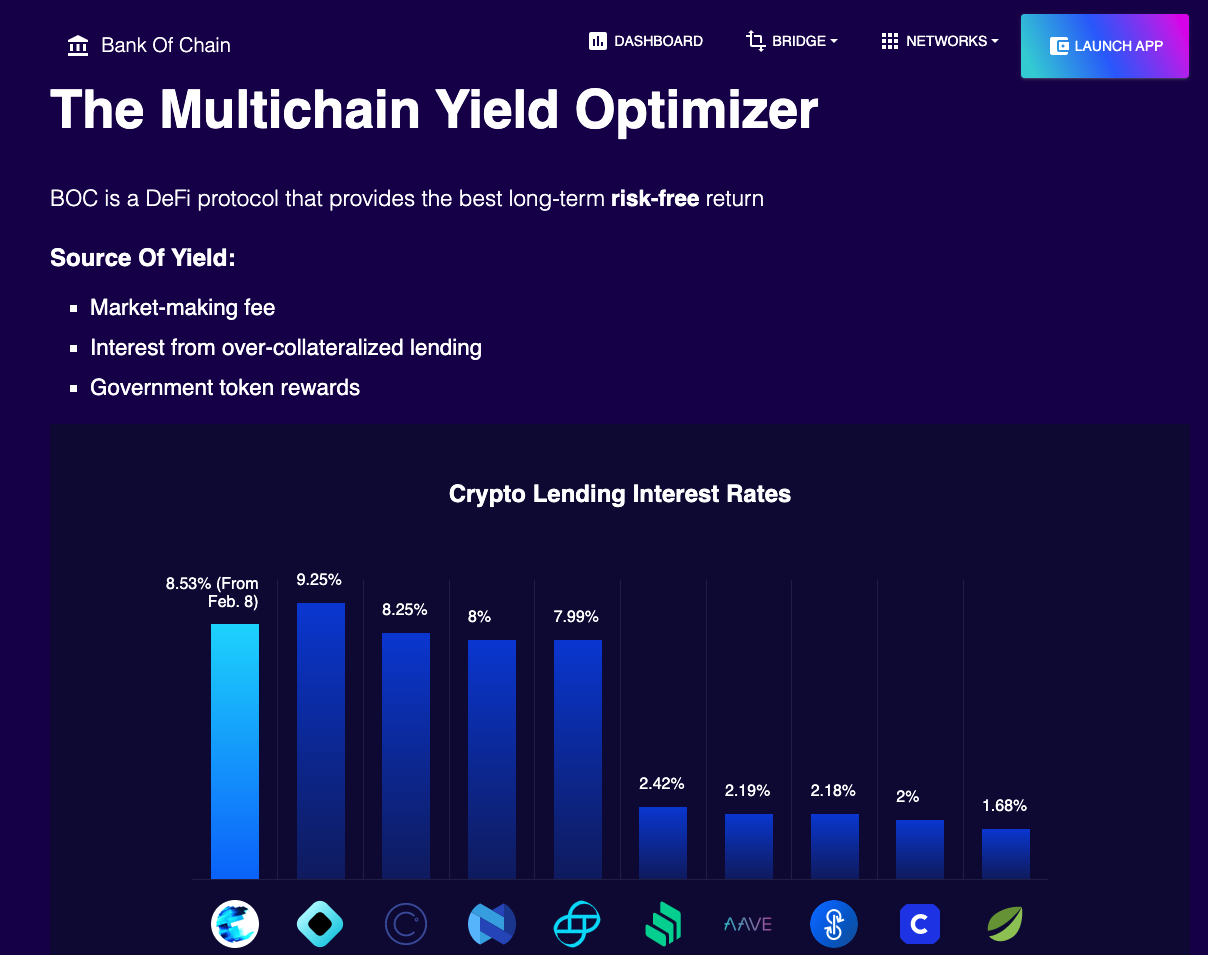 Bank Of Chain
DASHBOARD
BRIDGE
NETWORKS
LAUNCH APP
The Multichain Yield Optimizer
BOC is a DeFi protocol that provides the best long-term risk-free return
Source Of Yield:
Market-making fee
Interest from over-collateralized lending
Government token rewards
Crypto Lending Interest Rates
8.53% (From
Feb. 8)
9.25%
8.25%
8%
7.99%
2.42%
2.19%
2.18%
2%
1.68%
AAVE